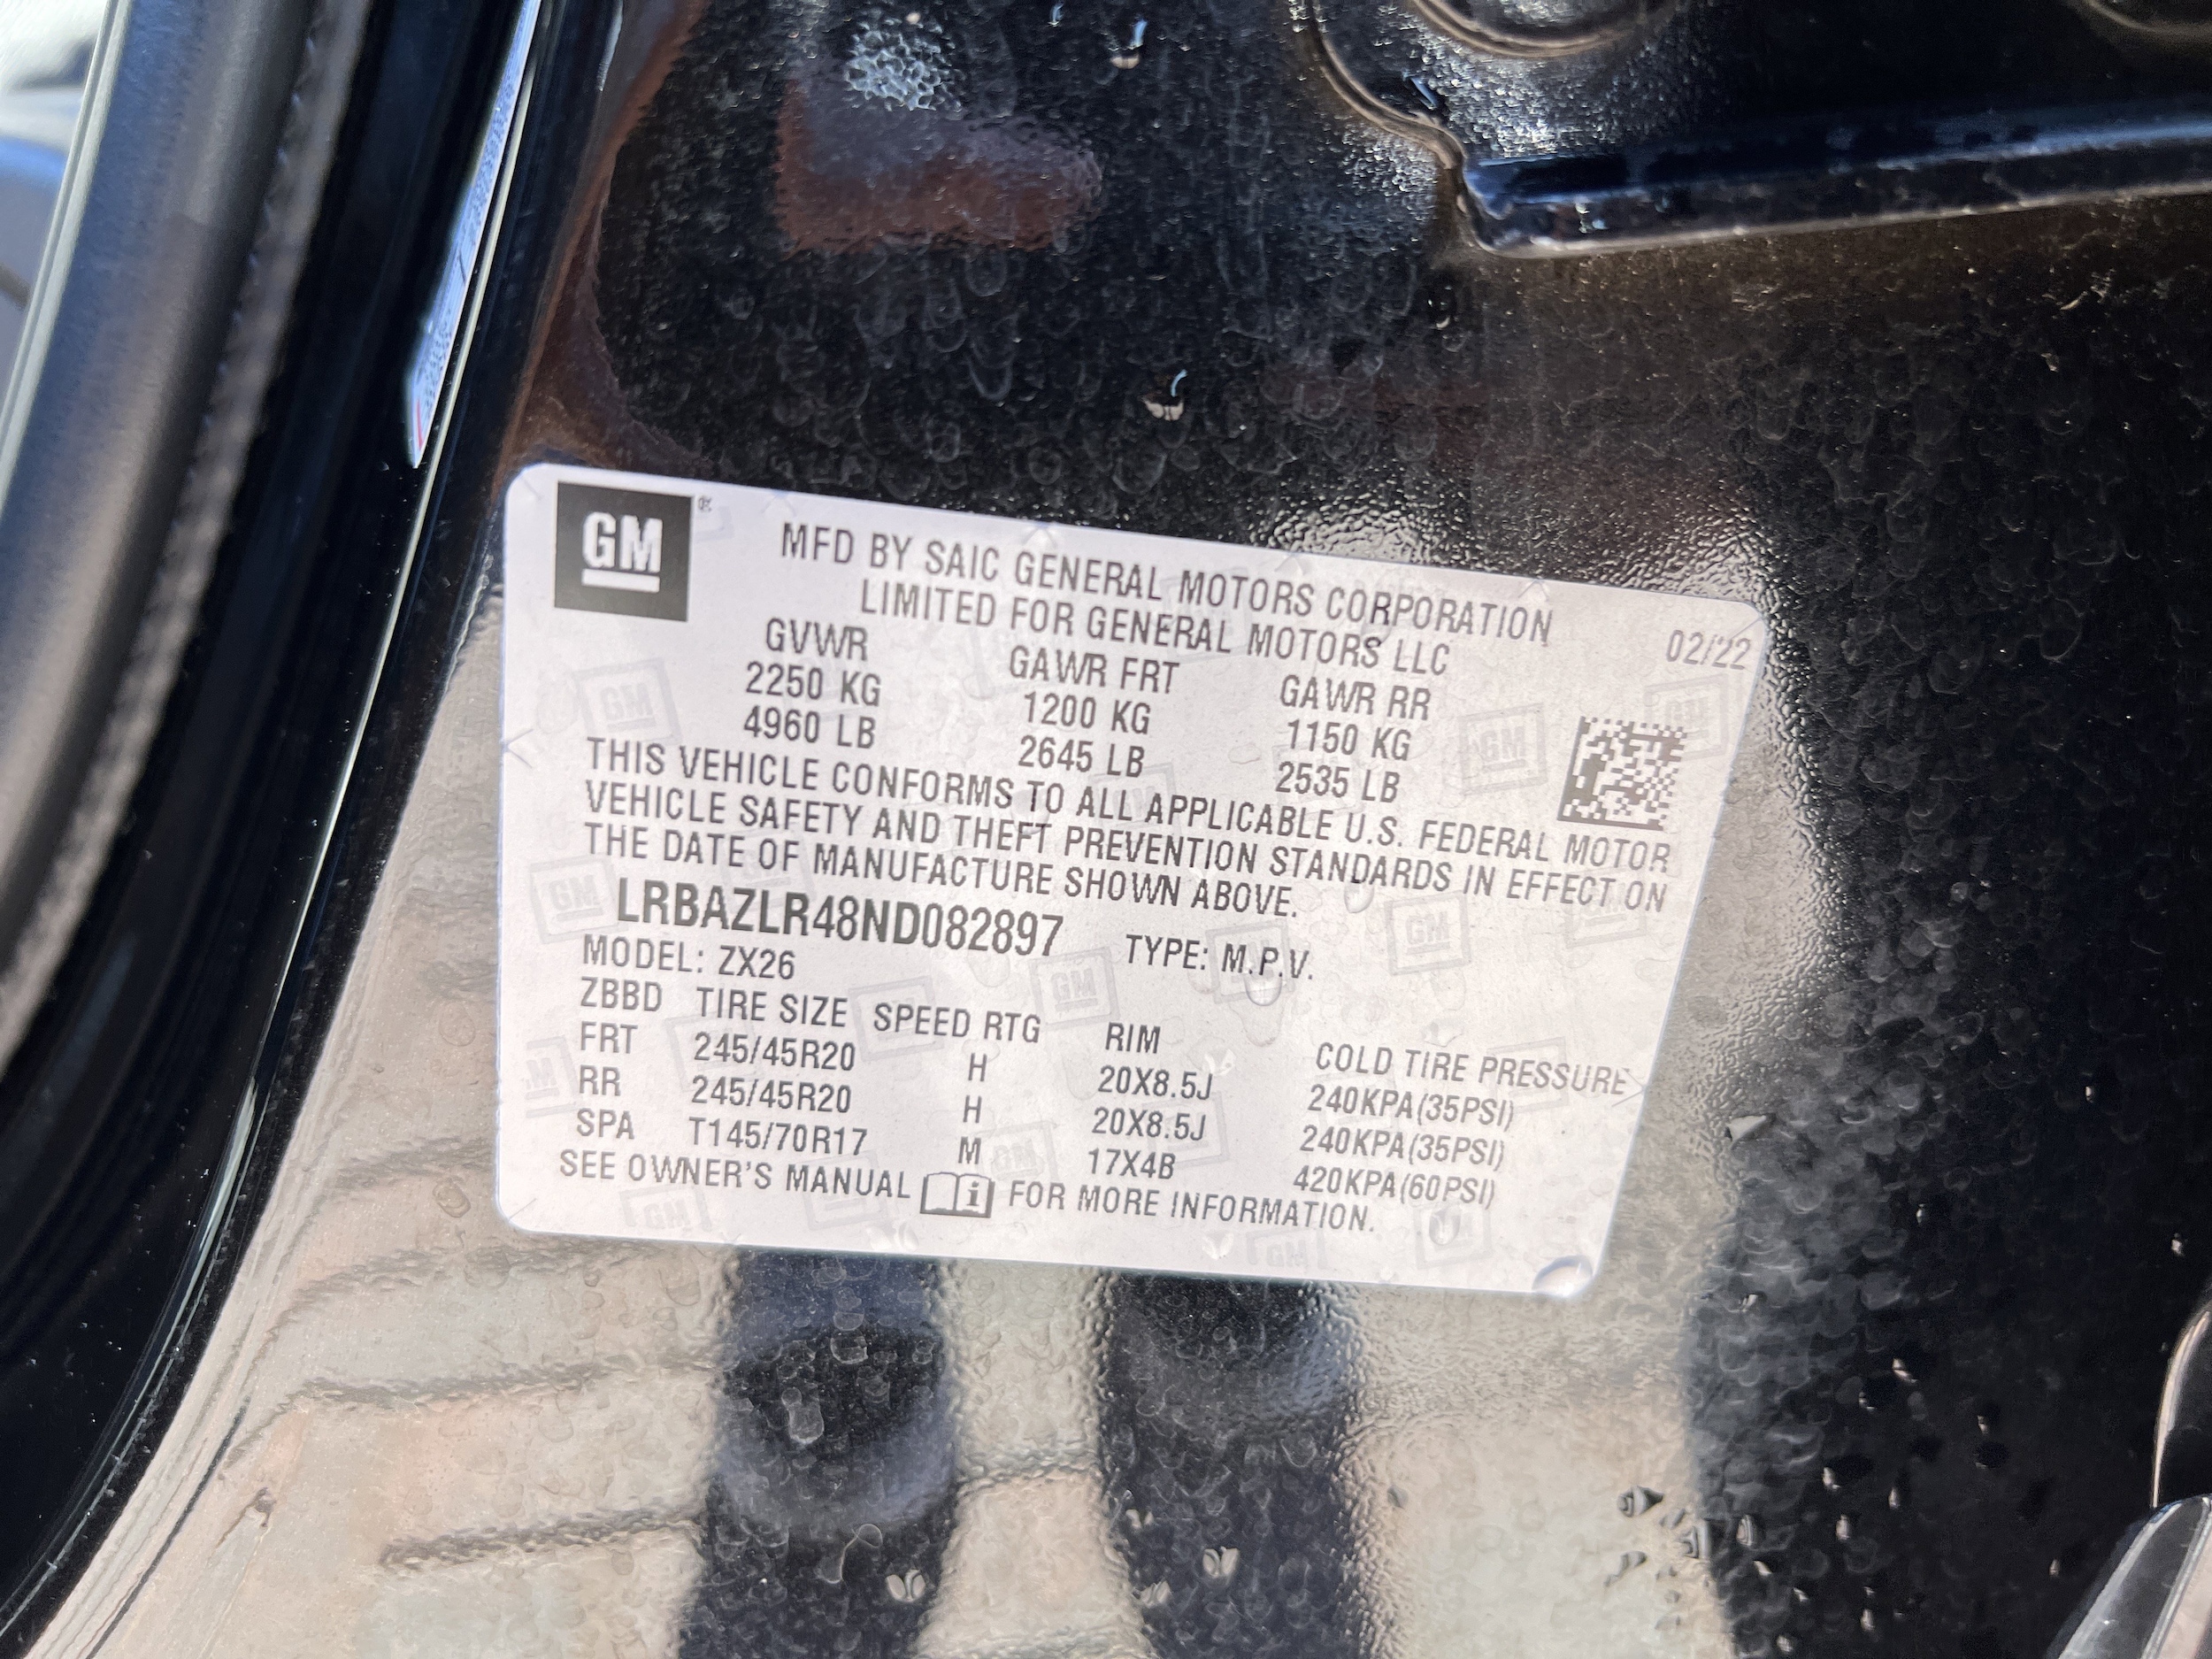 GM
MFD BY SAIC GENERAL MOTORS CORPORATION
LIMITED FOR GENERAL MOTORS LLC
02/22
GVWR GAWR FRT GAWR RR
2250 KG 1200 KG 1150 KG
4960 LB 2645 LB 2535 LB
THIS VEHICLE CONFORMS TO ALL APPLICABLE U.S. FEDERAL MOTOR
VEHICLE SAFETY AND THEFT PREVENTION STANDARDS IN EFFECT ON
THE DATE OF MANUFACTURE SHOWN ABOVE.
LRBAZLR48ND082897 TYPE: M.P.V.
MODEL: ZX26
ZBBD TIRE SIZE SPEED RTG RIM COLD TIRE PRESSURE
FRT 245/45R20 H 20X8.5J 240KPA(35PSI)
RR 245/45R20 H 20X8.5J 240KPA(35PSI)
SPA T145/70R17 M 17X4B 420KPA(60PSI)
SEE OWNER'S MANUAL FOR MORE INFORMATION.